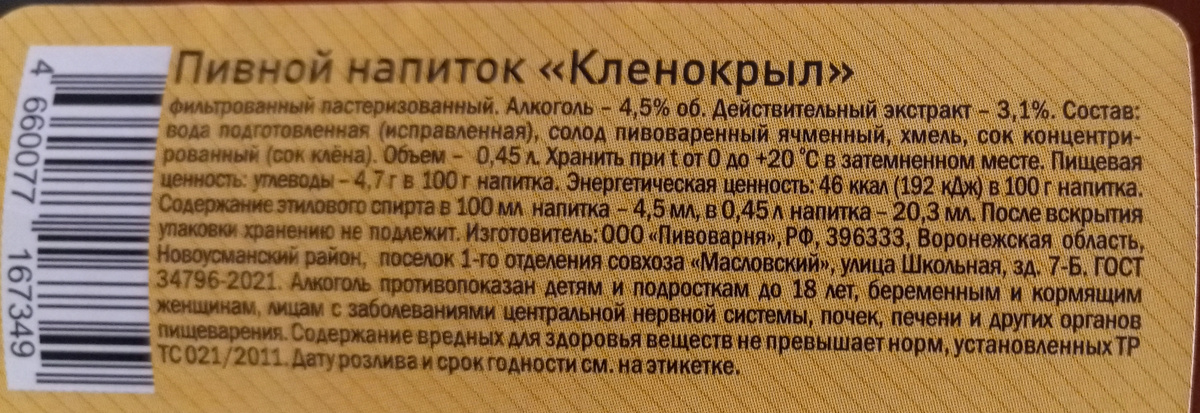 Пивной напиток «Кленокрыл»
фильтрованный пастеризованный. Алкоголь – 4,5% об. Действительный экстракт – 3,1%. Состав:
вода подготовленная (исправленная), солод пивоваренный ячменный, хмель, сок концентри-
рованный (сок клёна). Объем – 0,45 л. Хранить при t от 0 до +20 °С в затемненном месте. Пищевая
ценность: углеводы – 4,7 г в 100 г напитка. Энергетическая ценность: 46 ккал (192 кДж) в 100 г напитка.
Содержание этилового спирта в 100 мл напитка – 4,5 мл, в 0,45 л напитка – 20,3 мл. После вскрытия
упаковки хранению не подлежит. Изготовитель: ООО «Пивоварня», РФ, 396333, Воронежская область,
Новоусманский район, поселок 1-го отделения совхоза «Масловский», улица Школьная, зд. 7-Б. ГОСТ
34796-2021. Алкоголь противопоказан детям и подросткам до 18 лет, беременным и кормящим
женщинам, лицам с заболеваниями центральной нервной системы, почек, печени и других органов
пищеварения. Содержание вредных для здоровья веществ не превышает норм, установленных ТР
ТС 021/2011. Дату розлива и срок годности см. на этикетке.
4 660077 167349